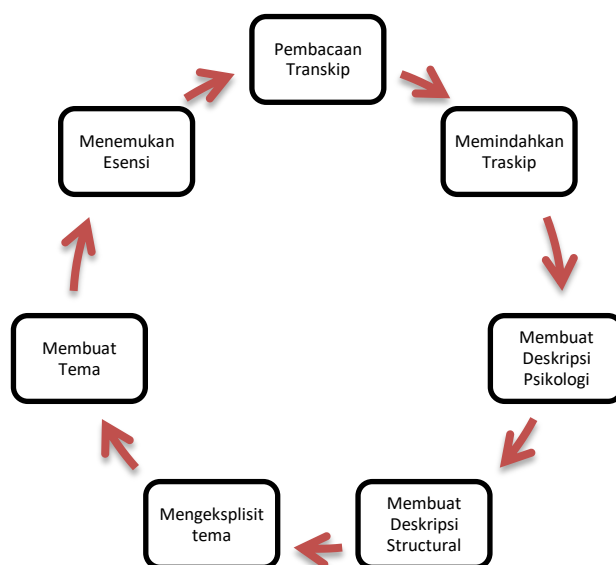 Pembacaan
Transkip
Memindahkan
Traskip
Membuat
Deskripsi
Psikologi
Membuat
Deskripsi
Structural
Mengeksplisit
tema
Membuat
Tema
Menemukan
Esensi